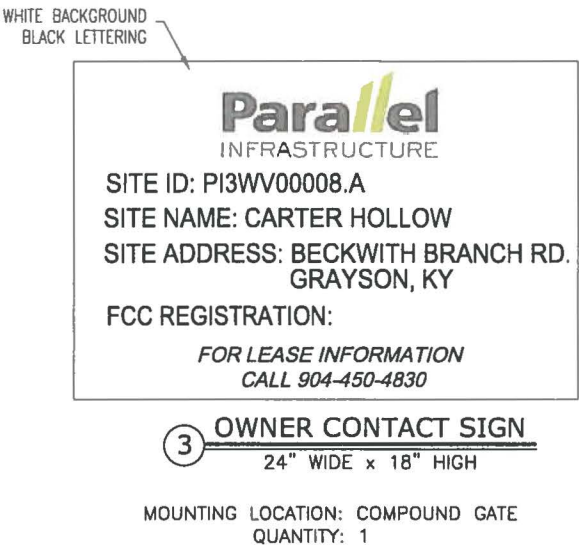 WHITE BACKGROUND
BLACK LETTERING
Parallel
INFRASTRUCTURE
SITE ID: PI3WV00008.A
SITE NAME: CARTER HOLLOW
SITE ADDRESS: BECKWITH BRANCH RD.
GRAYSON, KY
FCC REGISTRATION:
FOR LEASE INFORMATION
CALL 904-450-4830
3 OWNER CONTACT SIGN
24" WIDE x 18" HIGH
MOUNTING LOCATION: COMPOUND GATE
QUANTITY: 1